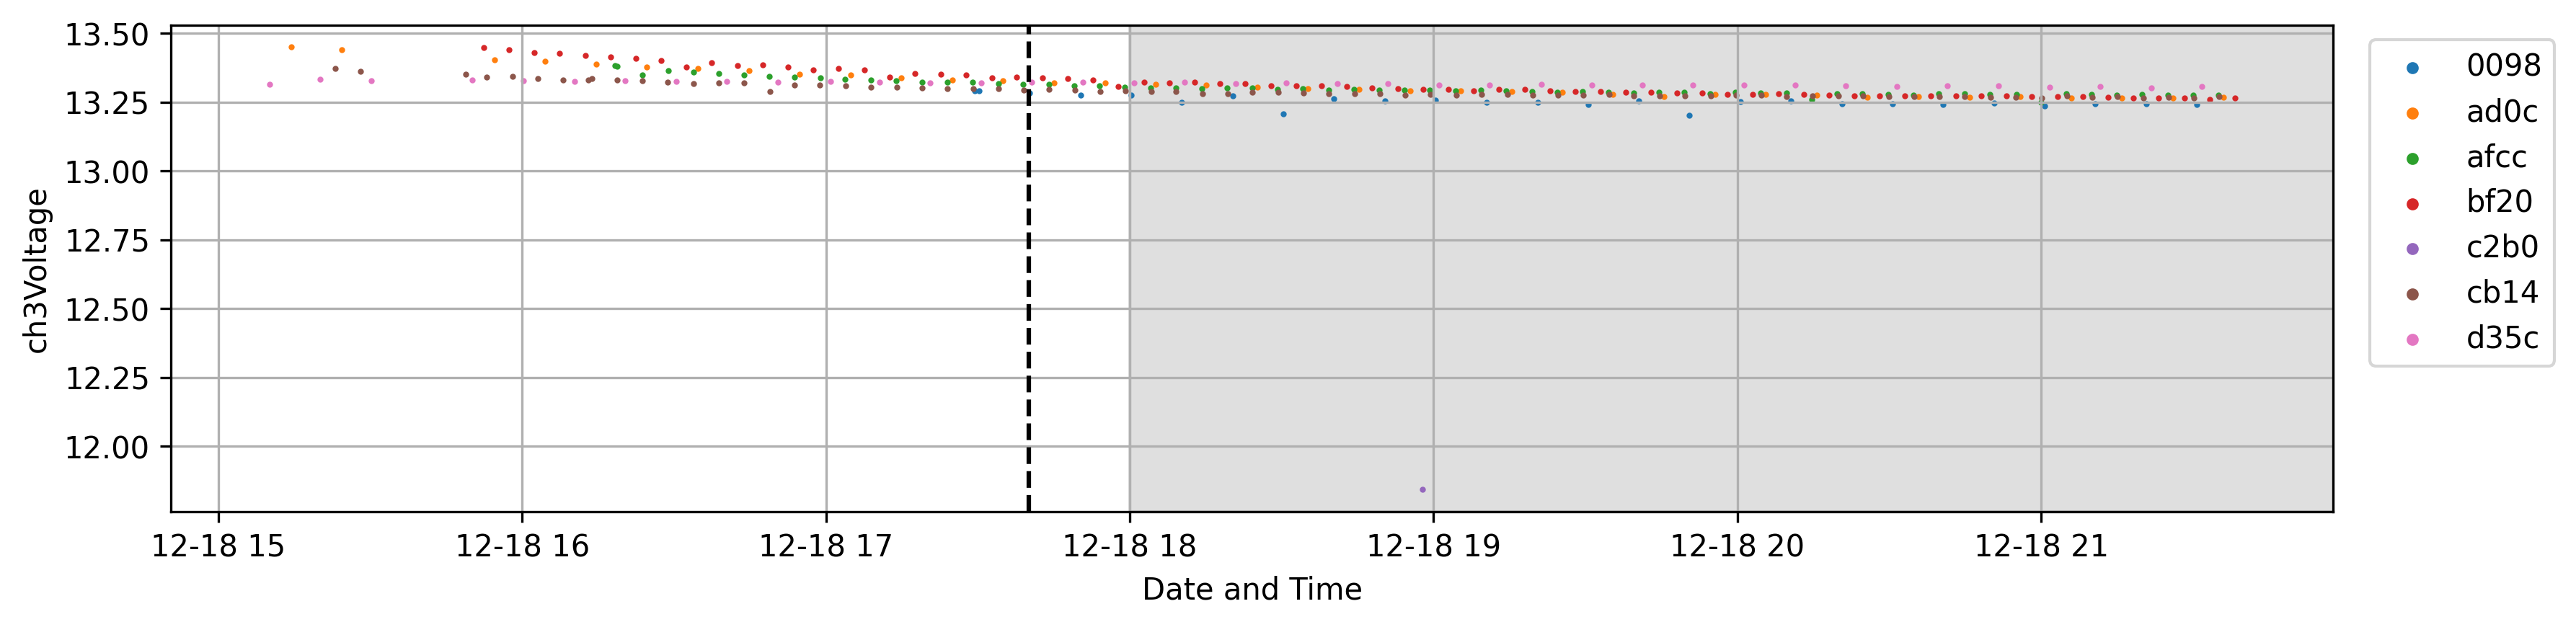 13.50
13.25
13.00
12.75
12.50
12.25
12.00
ch3Voltage
12-18 15
12-18 16
12-18 17
12-18 18
12-18 19
12-18 20
12-18 21
Date and Time
0098
ad0c
afcc
bf20
c2b0
cb14
d35c